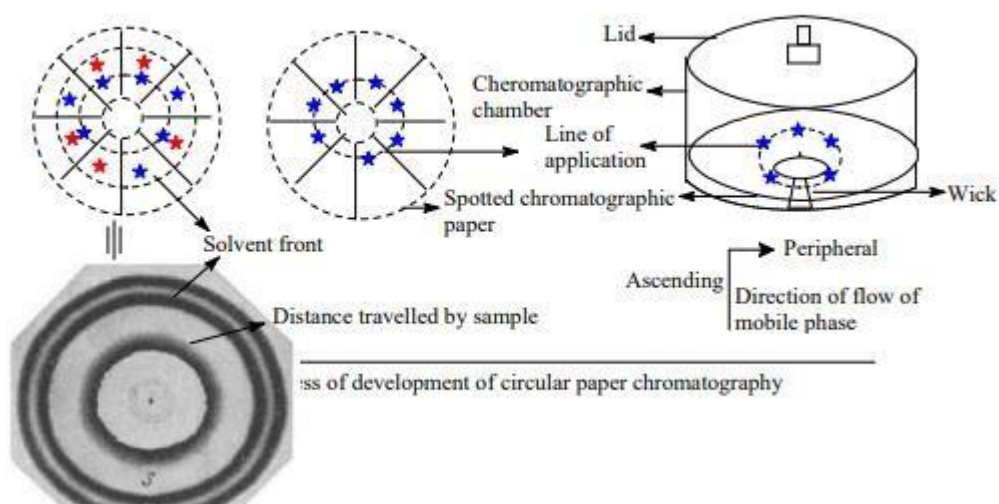 Lid
Cheromatographic
chamber
Line of
application
Spotted chromatographic
paper
Wick
Solvent front
Peripheral
Ascending
Direction of flow of
mobile phase
Distance travelled by sample
ess of development of circular paper chromatography
S